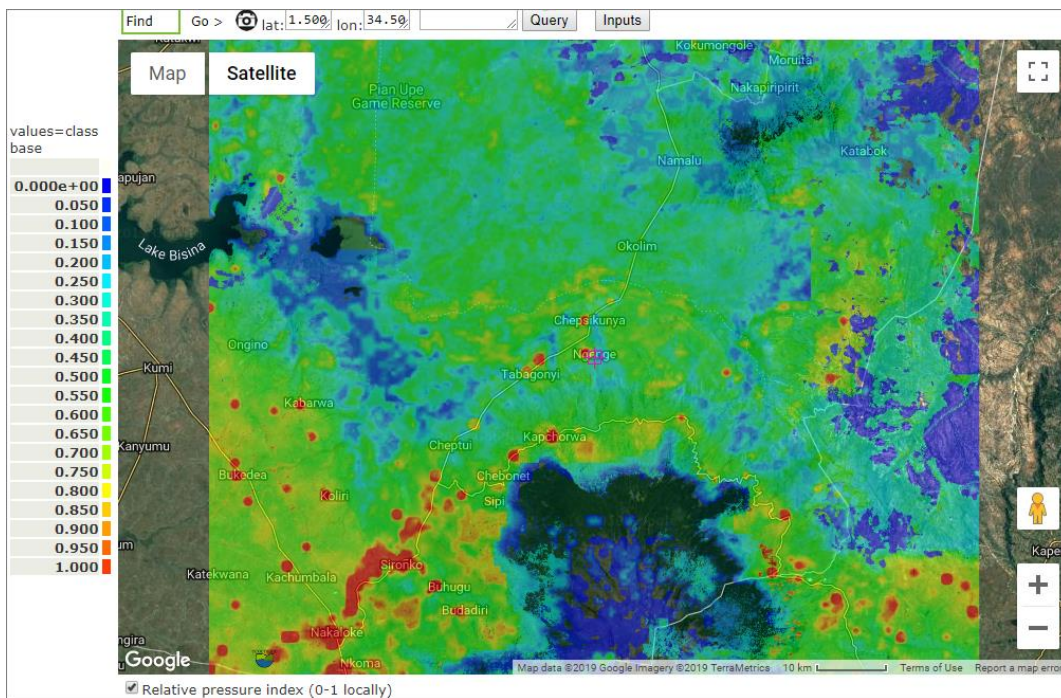 Find Go > lat: 1.500 lon: 34.50 Query Inputs
Map Satellite
Kokumongole
Moruita
Pian Upe
Game Reserve
Nakapiripirit
values=class
base
Namalu
Katabok
0.000e+00
0.050
0.100
0.150
0.200
0.250
0.300
0.350
0.400
0.450
0.500
0.550
0.600
0.650
0.700
0.750
0.800
0.850
0.900
0.950
1.000
apujan
Lake Bisina
Okolim
Chepsikunya
Ongino
Ngenge
Kumi
Tabagonyi
Kabarwa
Kanyumu
Cheptui
Kapchorwa
Bukedea
Chebonet
Koliri
Sipi
um
Kape
Katekwana
Kachumbala
Sironko
Buhugu
Budadiri
ngira
Nakaloke
Nkoma
Google
Map data ©2019 Google Imagery ©2019 TerraMetrics 10 km Terms of Use Report a map error
Relative pressure index (0-1 locally)